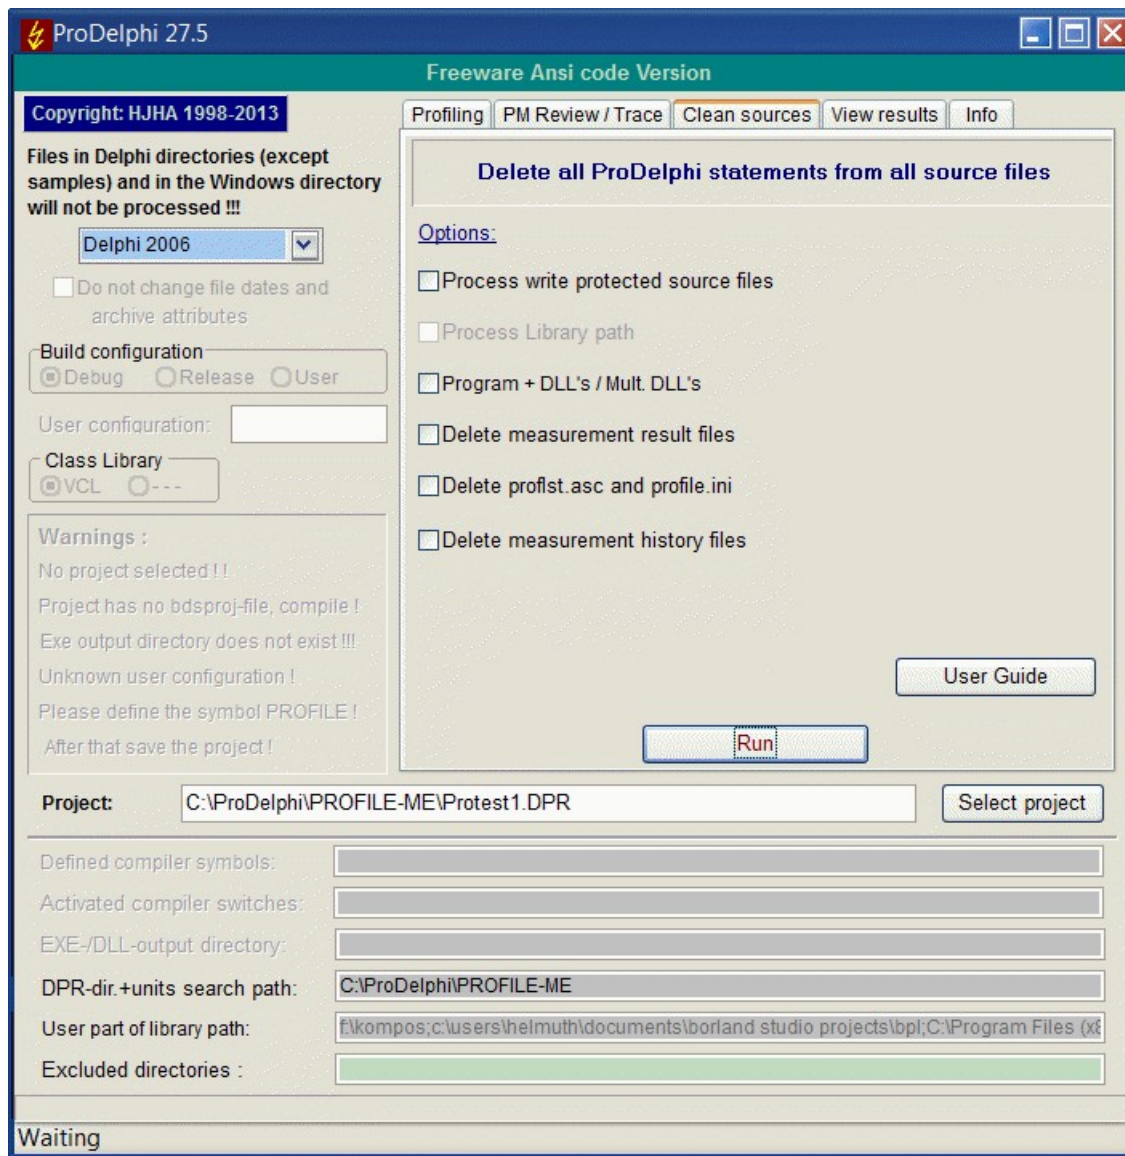 ProDelphi 27.5
Freeware Ansi code Version
Copyright: HJHA 1998-2013
Files in Delphi directories (except
samples) and in the Windows directory
will not be processed !!!
Delphi 2006
Do not change file dates and
archive attributes
Build configuration
Debug Release User
User configuration:
Class Library
VCL - - -
Warnings :
No project selected ! !
Project has no bdsproj-file, compile !
Exe output directory does not exist !!!
Unknown user configuration !
Please define the symbol PROFILE !
After that save the project !
Profiling PM Review / Trace Clean sources View results Info
Delete all ProDelphi statements from all source files
Options:
Process write protected source files
Process Library path
Program + DLL's / Mult. DLL's
Delete measurement result files
Delete proflst.asc and profile.ini
Delete measurement history files
User Guide
Run
Project: C:\ProDelphi\PROFILE-ME\Protest1.DPR Select project
Defined compiler symbols:
Activated compiler switches:
EXE-/DLL-output directory:
DPR-dir.+units search path: C:\ProDelphi\PROFILE-ME
User part of library path: f:\kompos;c:\users\helmuth\documents\borland studio projects\bpl;C:\Program Files (x8
Excluded directories :
Waiting